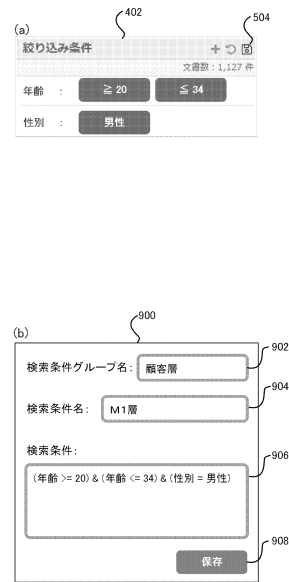 402
504
(a)
絞り込み条件
文書数：1,127 件
年齢 : ≧ 20 ≦ 34
性別 : 男性
900
(b)
902
検索条件グループ名: 顧客層
904
検索条件名: M1層
検索条件:
906
(年齢 >= 20) & (年齢 <= 34) & (性別 = 男性)
908
保存